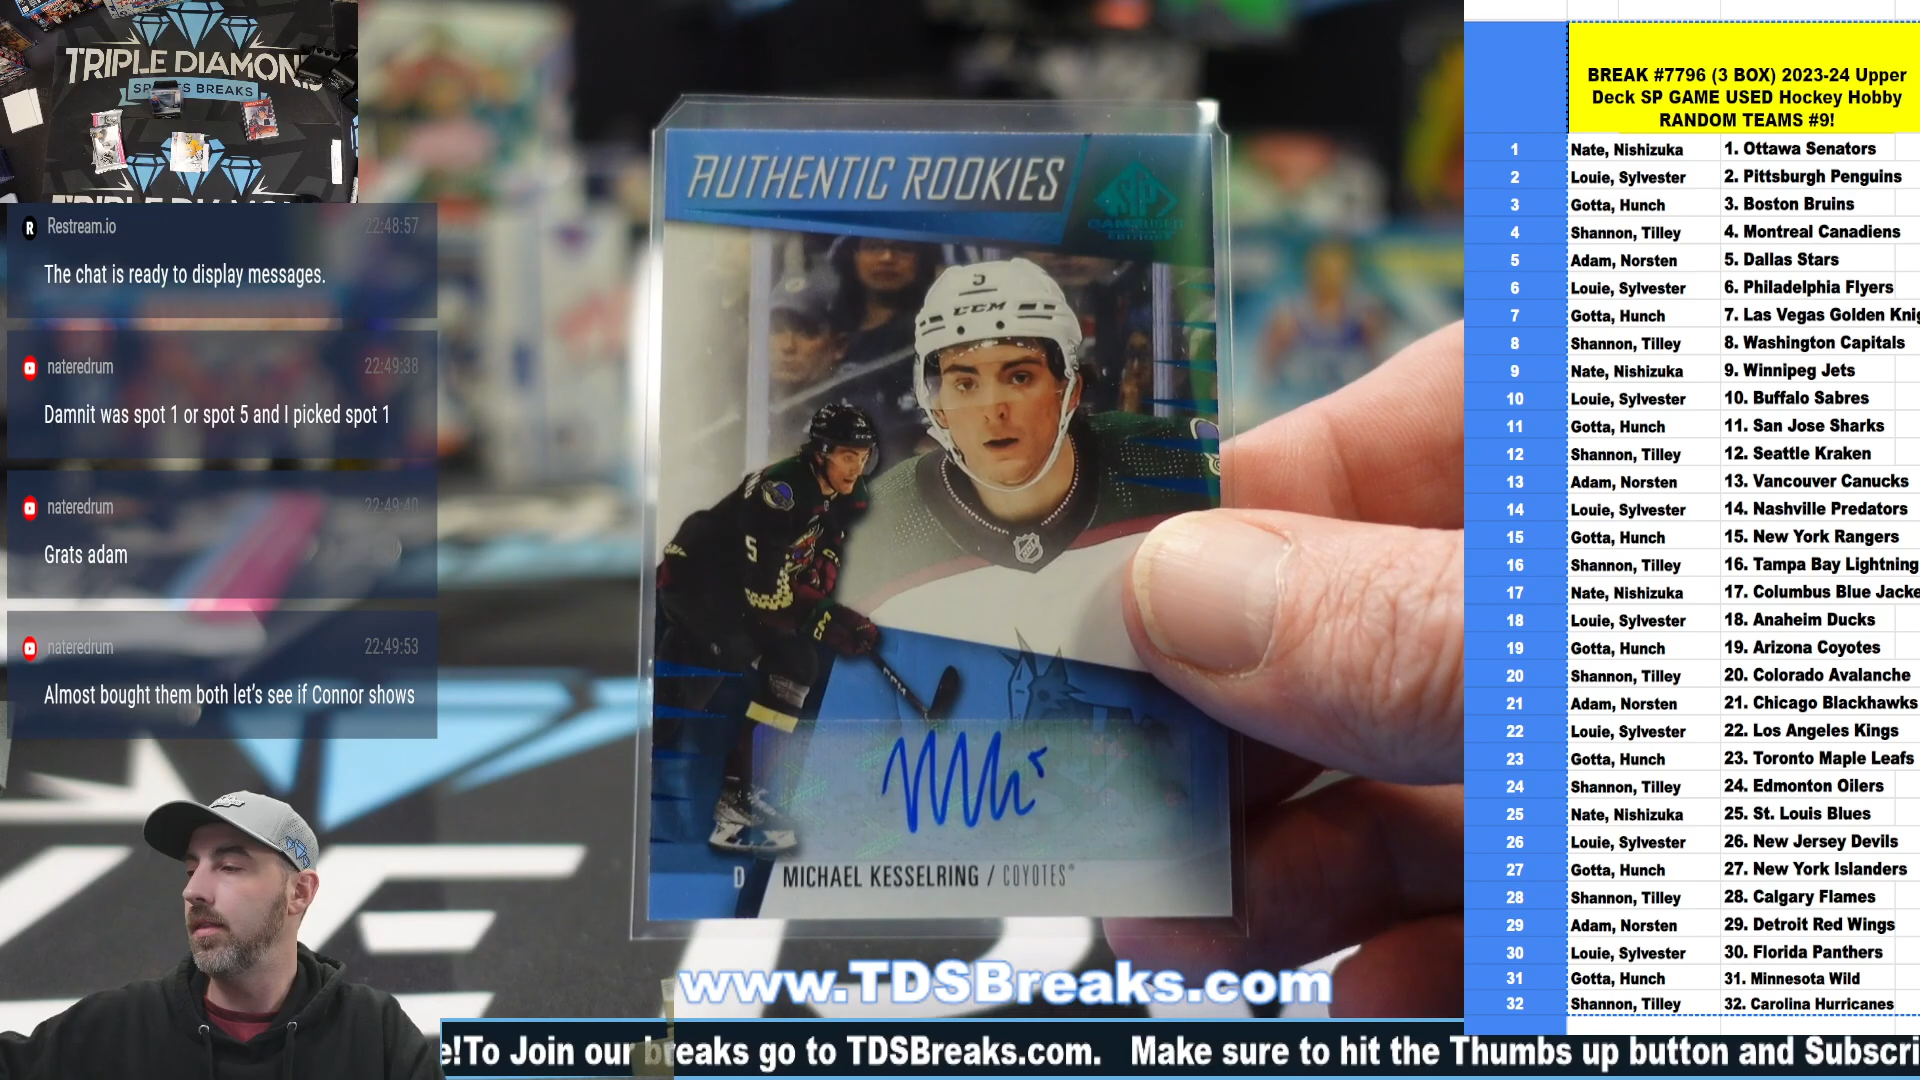 TRIPLE DIAMOND
SPORTS BREAKS
Restream.io 22:48:57
The chat is ready to display messages.
nateredrum 22:49:38
Damnit was spot 1 or spot 5 and I picked spot 1
nateredrum 22:49:40
Grats adam
nateredrum 22:49:53
Almost bought them both let's see if Connor shows
AUTHENTIC ROOKIES
SP
GAME USED
EDITION
5
CCM
5
D MICHAEL KESSELRING / COYOTES
www.TDSBreaks.com
e!To Join our breaks go to TDSBreaks.com. Make sure to hit the Thumbs up button and Subscri
BREAK #7796 (3 BOX) 2023-24 Upper
Deck SP GAME USED Hockey Hobby
RANDOM TEAMS #9!
1 Nate, Nishizuka 1. Ottawa Senators
2 Louie, Sylvester 2. Pittsburgh Penguins
3 Gotta, Hunch 3. Boston Bruins
4 Shannon, Tilley 4. Montreal Canadiens
5 Adam, Norsten 5. Dallas Stars
6 Louie, Sylvester 6. Philadelphia Flyers
7 Gotta, Hunch 7. Las Vegas Golden Knig
8 Shannon, Tilley 8. Washington Capitals
9 Nate, Nishizuka 9. Winnipeg Jets
10 Louie, Sylvester 10. Buffalo Sabres
11 Gotta, Hunch 11. San Jose Sharks
12 Shannon, Tilley 12. Seattle Kraken
13 Adam, Norsten 13. Vancouver Canucks
14 Louie, Sylvester 14. Nashville Predators
15 Gotta, Hunch 15. New York Rangers
16 Shannon, Tilley 16. Tampa Bay Lightning
17 Nate, Nishizuka 17. Columbus Blue Jacke
18 Louie, Sylvester 18. Anaheim Ducks
19 Gotta, Hunch 19. Arizona Coyotes
20 Shannon, Tilley 20. Colorado Avalanche
21 Adam, Norsten 21. Chicago Blackhawks
22 Louie, Sylvester 22. Los Angeles Kings
23 Gotta, Hunch 23. Toronto Maple Leafs
24 Shannon, Tilley 24. Edmonton Oilers
25 Nate, Nishizuka 25. St. Louis Blues
26 Louie, Sylvester 26. New Jersey Devils
27 Gotta, Hunch 27. New York Islanders
28 Shannon, Tilley 28. Calgary Flames
29 Adam, Norsten 29. Detroit Red Wings
30 Louie, Sylvester 30. Florida Panthers
31 Gotta, Hunch 31. Minnesota Wild
32 Shannon, Tilley 32. Carolina Hurricanes